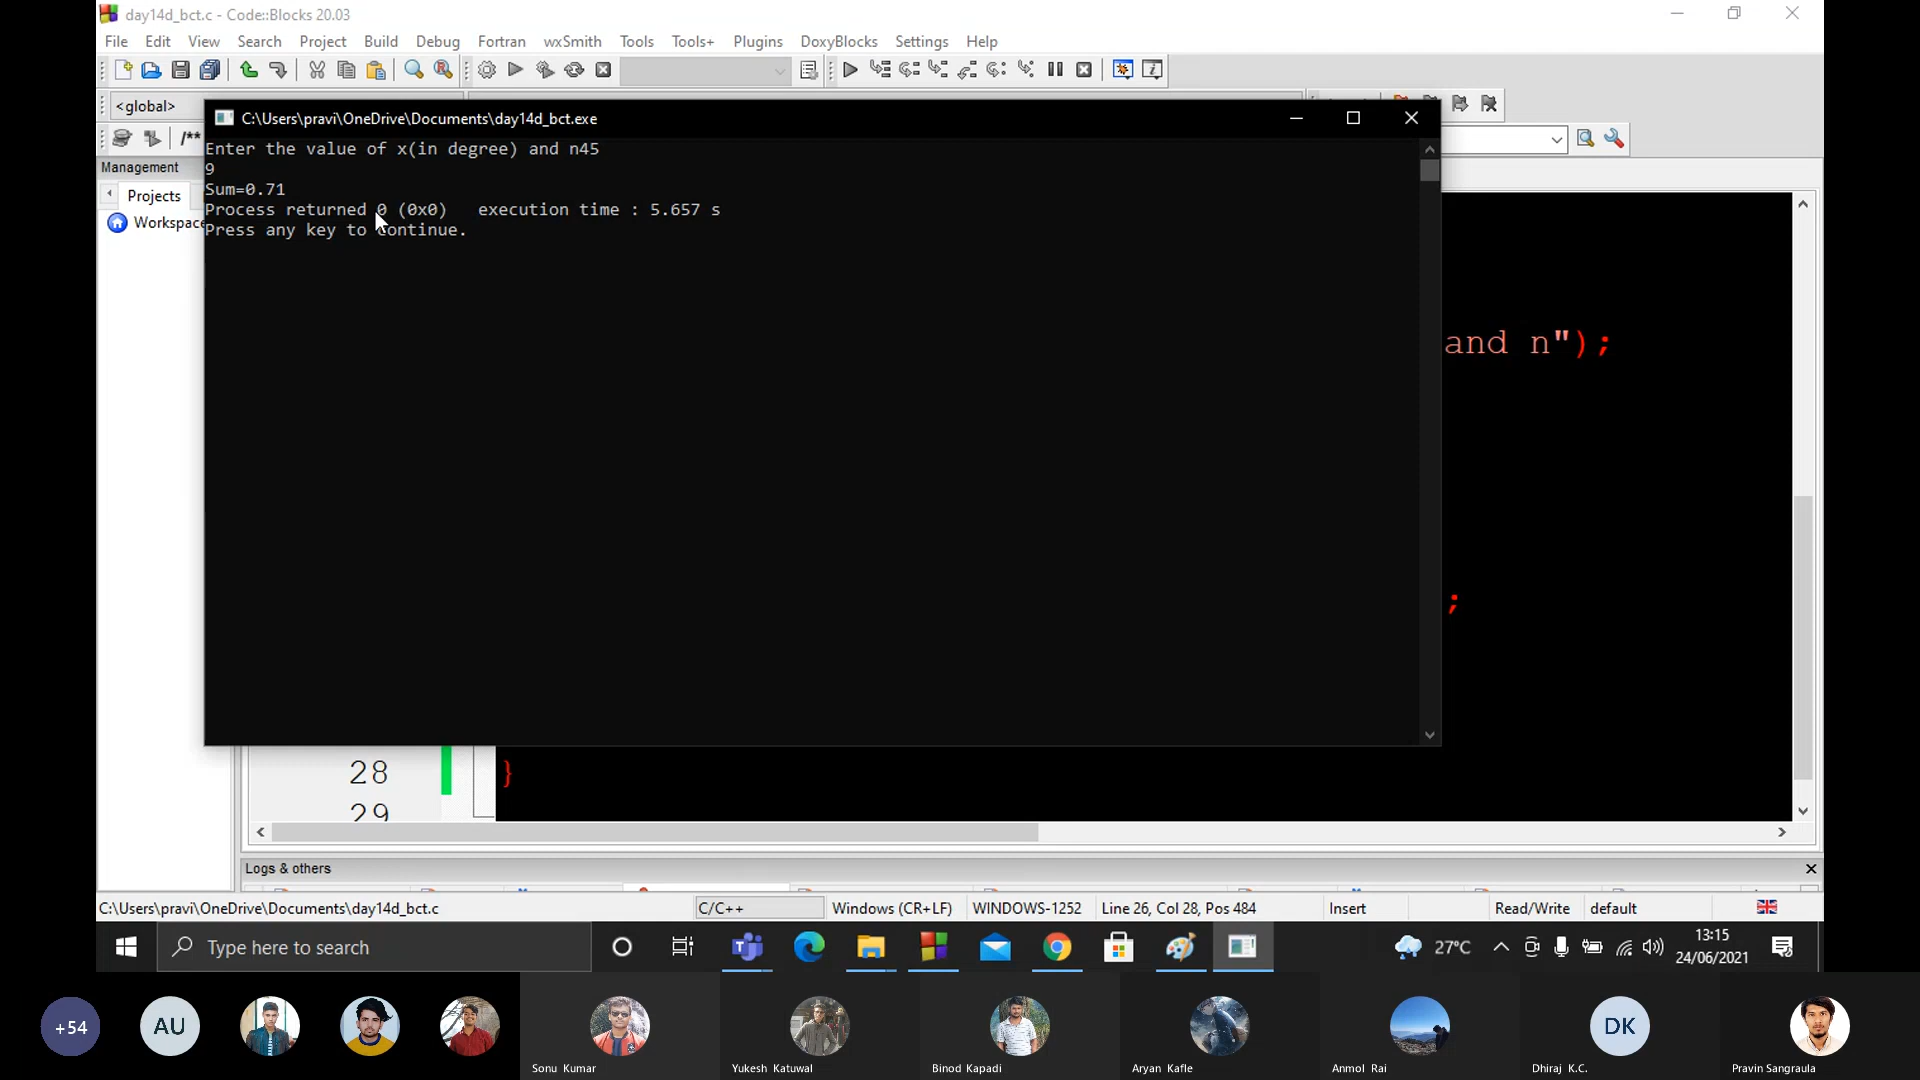 day14d_bct.c - Code::Blocks 20.03
File Edit View Search Project Build Debug Fortran wxSmith Tools Tools+ Plugins DoxyBlocks Settings Help
<global>
C:\Users\pravi\OneDrive\Documents\day14d_bct.exe
/**
Enter the value of x(in degree) and n45
9
Sum=0.71
Process returned 0 (0x0) execution time : 5.657 s
Press any key to continue.
Management
Projects
Workspace
and n");
;
28 }
29
Logs & others
C:\Users\pravi\OneDrive\Documents\day14d_bct.c C/C++ Windows (CR+LF) WINDOWS-1252 Line 26, Col 28, Pos 484 Insert Read/Write default
Type here to search
27°C
13:15
24/06/2021
+54
AU
DK
Sonu Kumar
Yukesh Katuwal
Binod Kapadi
Aryan Kafle
Anmol Rai
Dhiraj K.C.
Pravin Sangraula